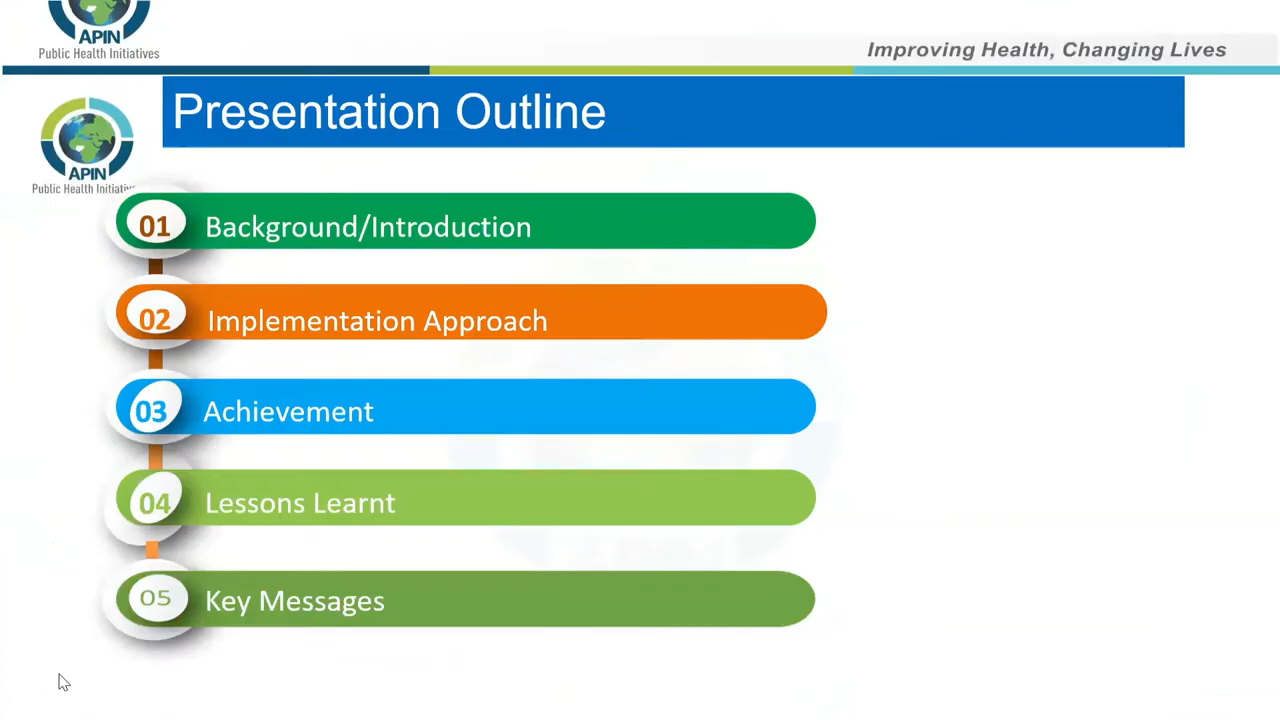 APIN
Public Health Initiatives
Improving Health, Changing Lives
Presentation Outline
APIN
Public Health Initiativ
01 Background/Introduction
02 Implementation Approach
03 Achievement
04 Lessons Learnt
05 Key Messages